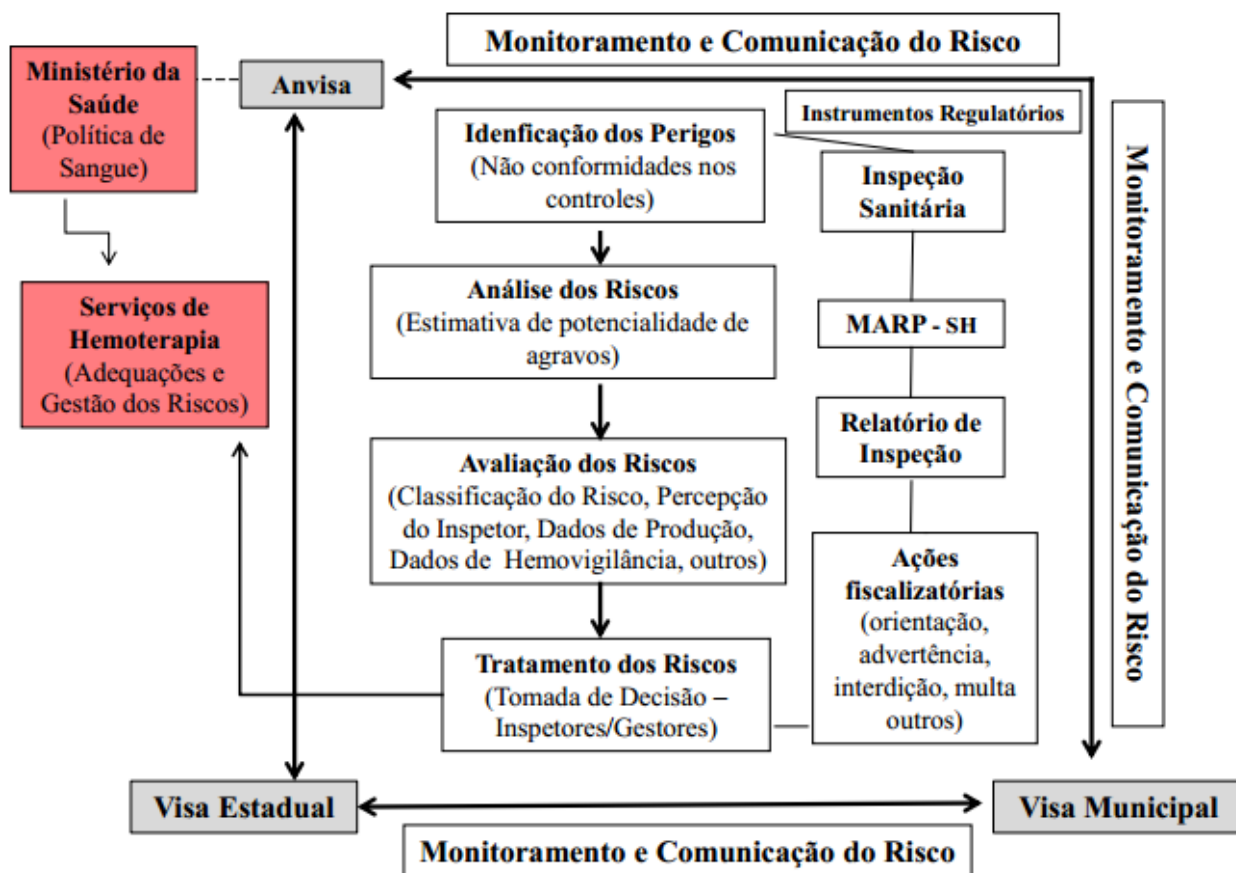 Monitoramento e Comunicação do Risco
Ministério da
Saúde
(Política de
Sangue)
Anvisa
Instrumentos Regulatórios
Idenficação dos Perigos
(Não conformidades nos
controles)
Inspeção
Sanitária
Monitoramento e Comunicação do Risco
Serviços de
Hemoterapia
(Adequações e
Gestão dos Riscos)
Análise dos Riscos
(Estimativa de potencialidade de
agravos)
MARP - SH
Avaliação dos Riscos
(Classificação do Risco, Percepção
do Inspetor, Dados de Produção,
Dados de Hemovigilância, outros)
Relatório de
Inspeção
Tratamento dos Riscos
(Tomada de Decisão –
Inspetores/Gestores)
Ações
fiscalizatórias
(orientação,
advertência,
interdição, multa
outros)
Visa Estadual
Visa Municipal
Monitoramento e Comunicação do Risco